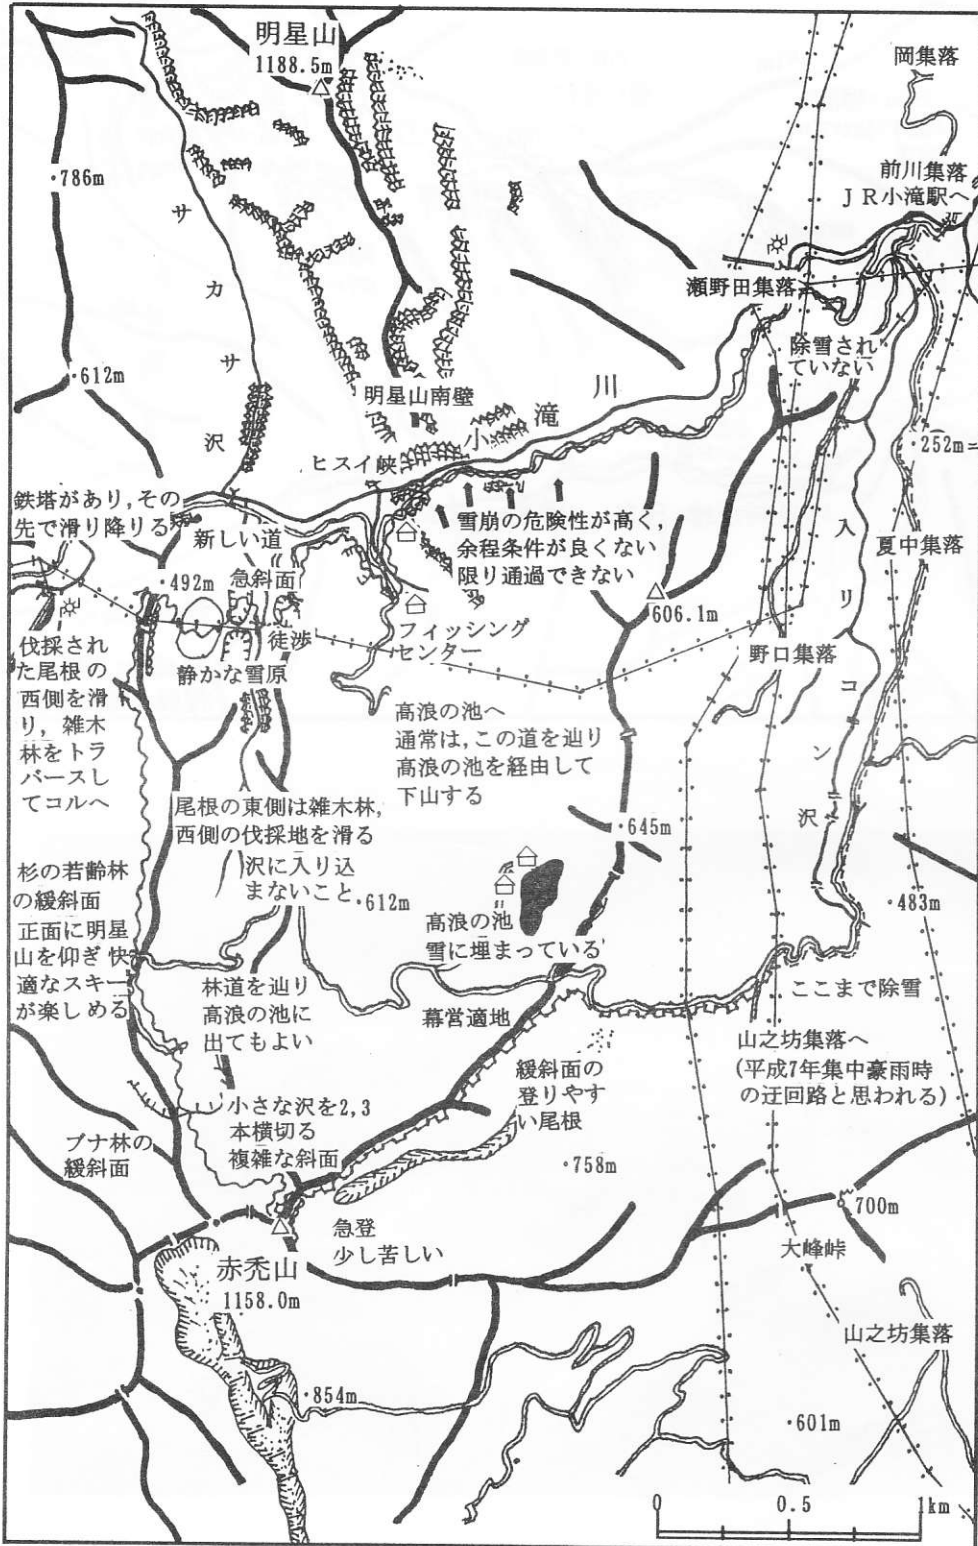 明星山
1188.5m
岡集落
前川集落
JR小滝駅へ
・786m
サカサ沢
瀬野田集落
除雪され
ていない
・612m
明星山南壁
小滝川
ヒスイ峡
・252m
鉄塔があり,その
先で滑り降りる
新しい道
雪崩の危険性が高く,
余程条件が良くない
限り通過できない
入リコン沢
夏中集落
・492m
急斜面
606.1m
徒渉
フィッシング
センター
野口集落
静かな雪原
伐採され
た尾根の
西側を滑
り,雑木
林をトラ
バースし
てコルへ
高浪の池へ
通常は,この道を辿り
高浪の池を経由して
下山する
尾根の東側は雑木林,
西側の伐採地を滑る
・645m
沢に入り込
まないこと
・612m
・483m
杉の若齢林
の緩斜面
正面に明星
山を仰ぎ快
適なスキー
が楽しめる
高浪の池
雪に埋まっている
林道を辿り
高浪の池に
出てもよい
幕営適地
ここまで除雪
山之坊集落へ
(平成7年集中豪雨時
の迂回路と思われる)
緩斜面の
登りやす
い尾根
小さな沢を2,3
本横切る
複雑な斜面
ブナ林の
緩斜面
・758m
700m
急登
少し苦しい
大峰峠
赤禿山
1158.0m
山之坊集落
・854m
・601m
0 0.5 1km